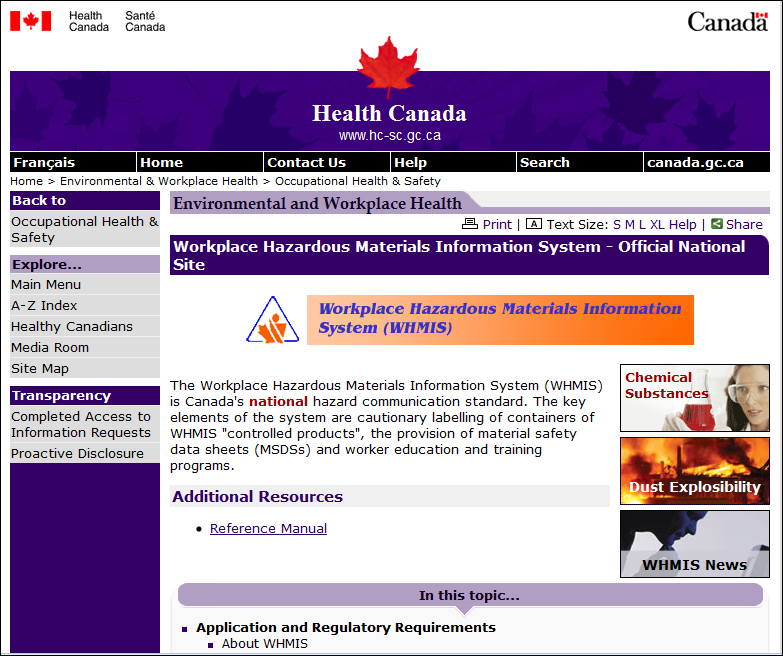 Health Canada
Santé Canada
Canada
Health Canada
www.hc-sc.gc.ca
Français Home Contact Us Help Search canada.gc.ca
Home > Environmental & Workplace Health > Occupational Health & Safety
Back to
Occupational Health &
Safety
Explore...
Main Menu
A-Z Index
Healthy Canadians
Media Room
Site Map
Transparency
Completed Access to
Information Requests
Proactive Disclosure
Environmental and Workplace Health
Print | A Text Size: S M L XL Help | Share
Workplace Hazardous Materials Information System - Official National
Site
Workplace Hazardous Materials Information
System (WHMIS)
The Workplace Hazardous Materials Information System (WHMIS)
is Canada's national hazard communication standard. The key
elements of the system are cautionary labelling of containers of
WHMIS "controlled products", the provision of material safety
data sheets (MSDSs) and worker education and training
programs.
Additional Resources
• Reference Manual
Chemical
Substances
Dust Explosibility
WHMIS News
In this topic...
Application and Regulatory Requirements
About WHMIS